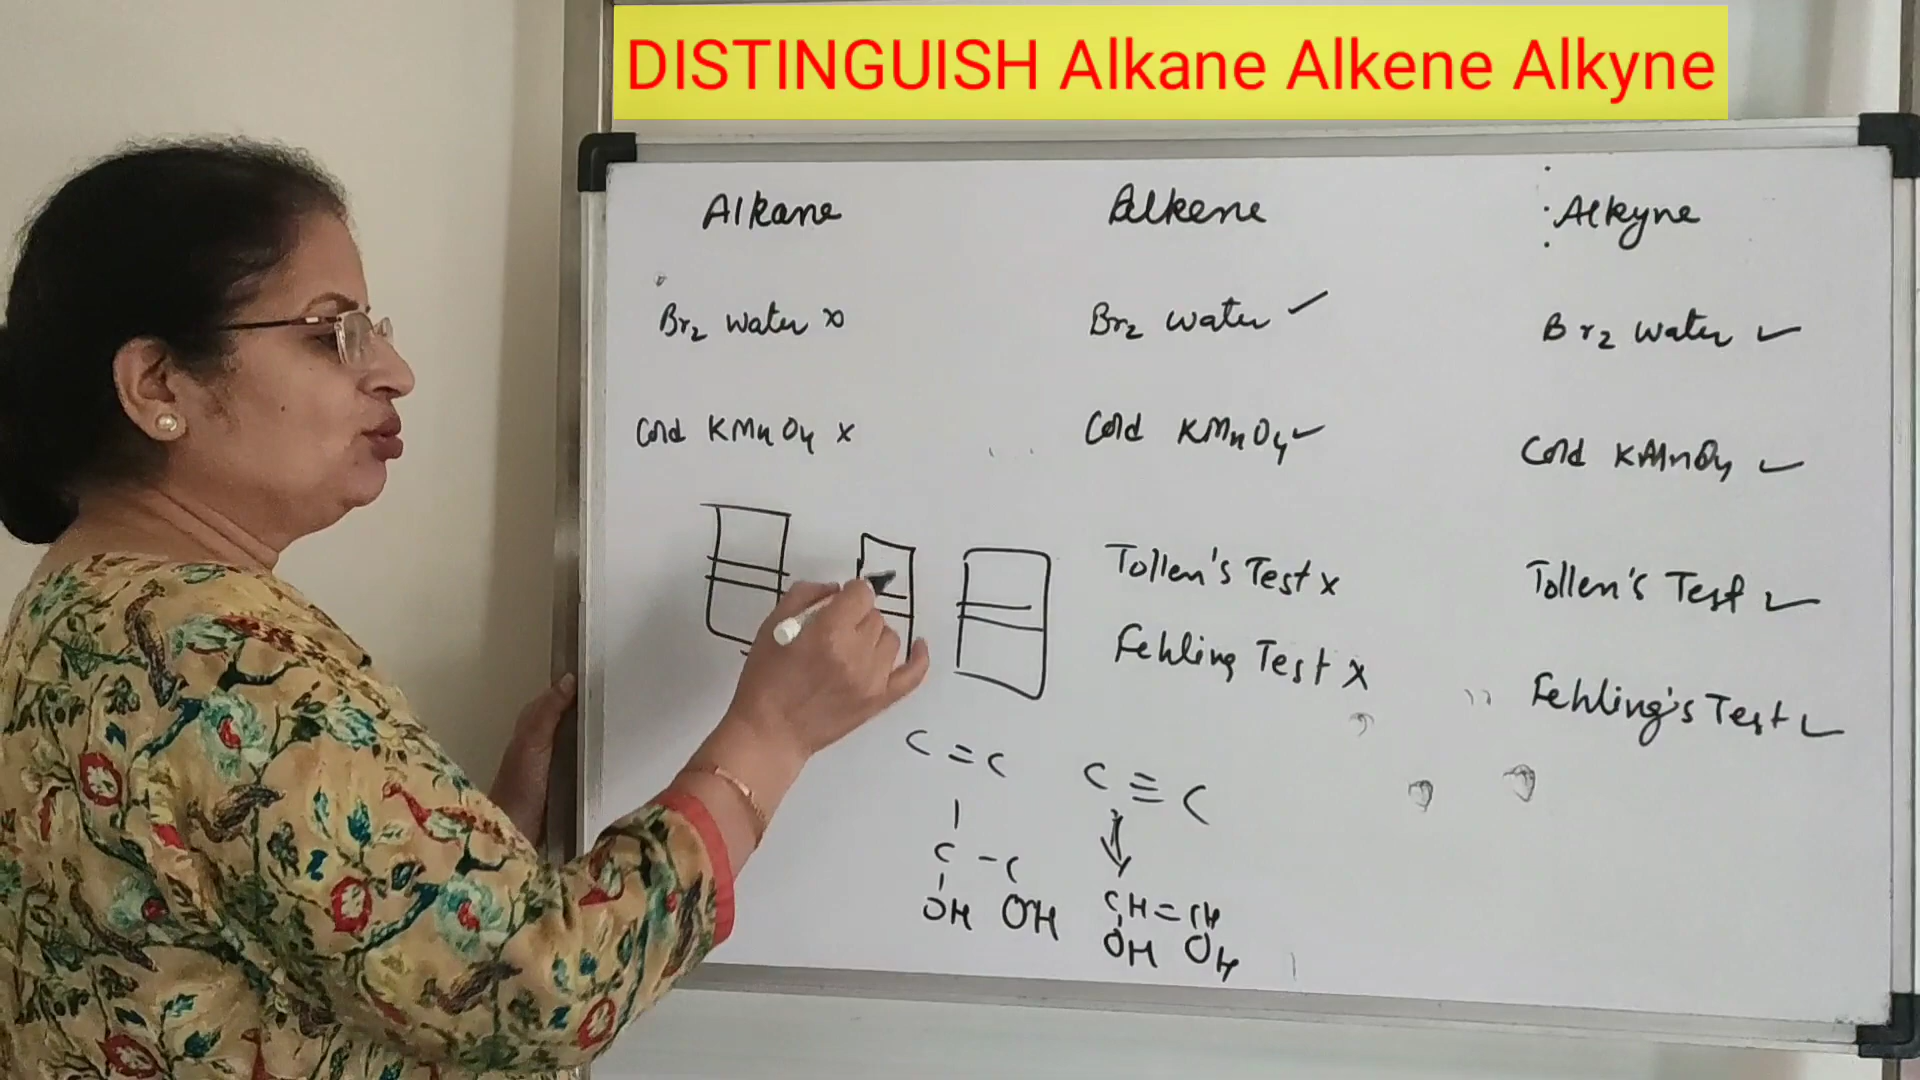 DISTINGUISH Alkane Alkene Alkyne
Alkane Alkene Alkyne
Br2 water x Br2 water ✓ Br2 water ✓
Cold KMnO4 x Cold KMnO4 ✓ Cold KMnO4 ✓
Tollen's Test x Tollen's Test ✓
Fehling Test x Fehling's Test ✓
C = C C ≡ C
C - C
OH OH
CH = CH
OH OH